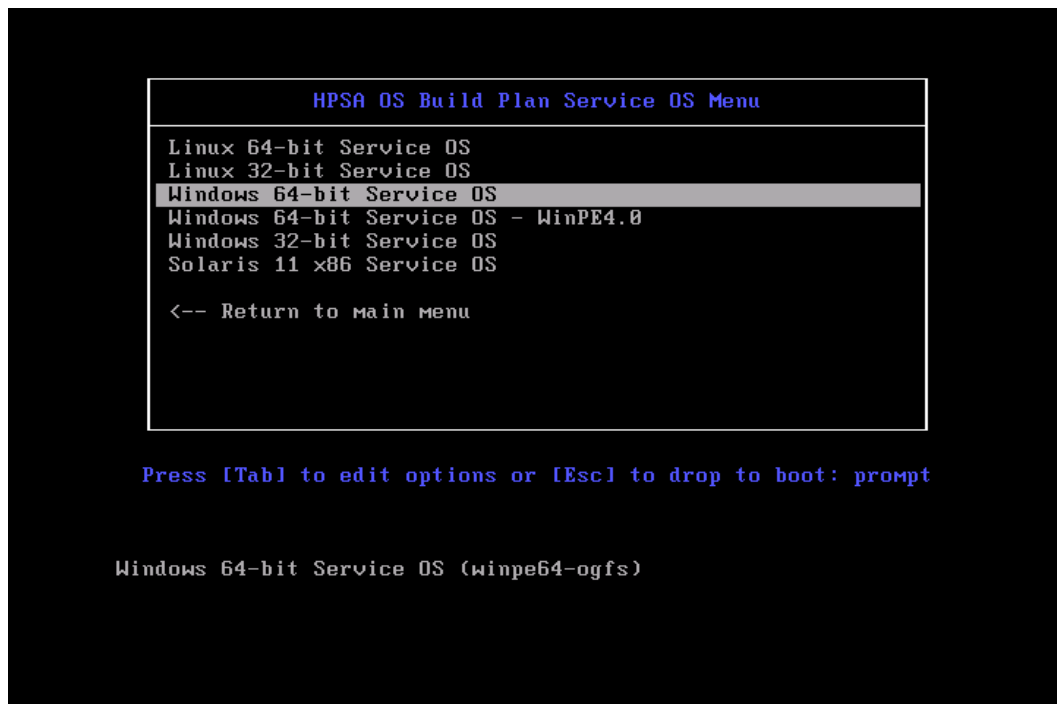 HPSA OS Build Plan Service OS Menu
Linux 64-bit Service OS
Linux 32-bit Service OS
Windows 64-bit Service OS
Windows 64-bit Service OS - WinPE4.0
Windows 32-bit Service OS
Solaris 11 x86 Service OS
<-- Return to main menu
Press [Tab] to edit options or [Esc] to drop to boot: prompt
Windows 64-bit Service OS (winpe64-ogfs)